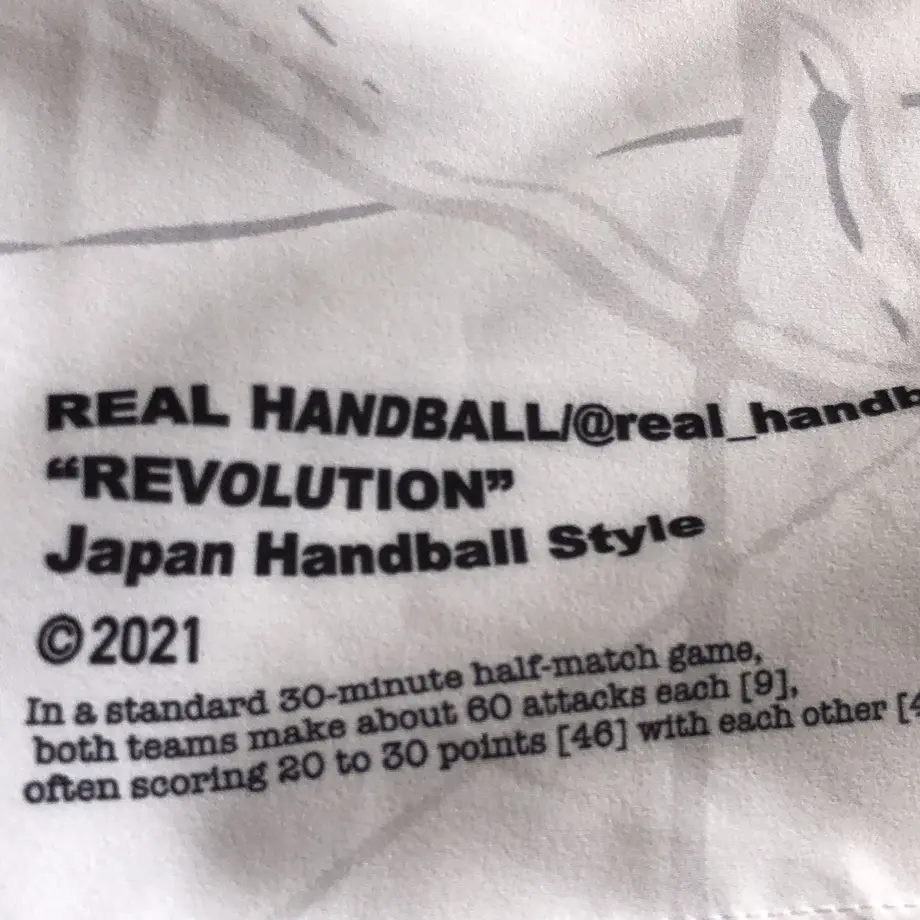 REAL HANDBALL/@real_handb
“REVOLUTION”
Japan Handball Style
©2021
In a standard 30-minute half-match game,
both teams make about 60 attacks each [9],
often scoring 20 to 30 points [46] with each other [4